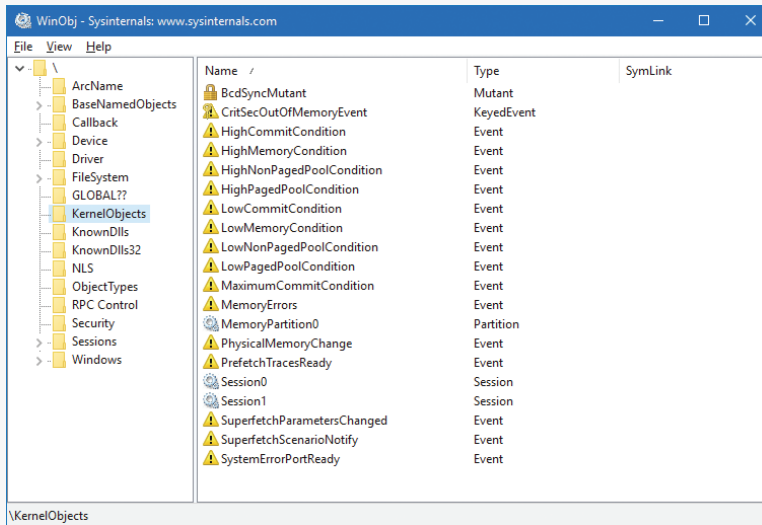 WinObj - Sysinternals: www.sysinternals.com
File View Help
\
ArcName
BaseNamedObjects
Callback
Device
Driver
FileSystem
GLOBAL??
KernelObjects
KnownDlls
KnownDlls32
NLS
ObjectTypes
RPC Control
Security
Sessions
Windows
Name Type SymLink
BcdSyncMutant Mutant
CritSecOutOfMemoryEvent KeyedEvent
HighCommitCondition Event
HighMemoryCondition Event
HighNonPagedPoolCondition Event
HighPagedPoolCondition Event
LowCommitCondition Event
LowMemoryCondition Event
LowNonPagedPoolCondition Event
LowPagedPoolCondition Event
MaximumCommitCondition Event
MemoryErrors Event
MemoryPartition0 Partition
PhysicalMemoryChange Event
PrefetchTracesReady Event
Session0 Session
Session1 Session
SuperfetchParametersChanged Event
SuperfetchScenarioNotify Event
SystemErrorPortReady Event
\KernelObjects